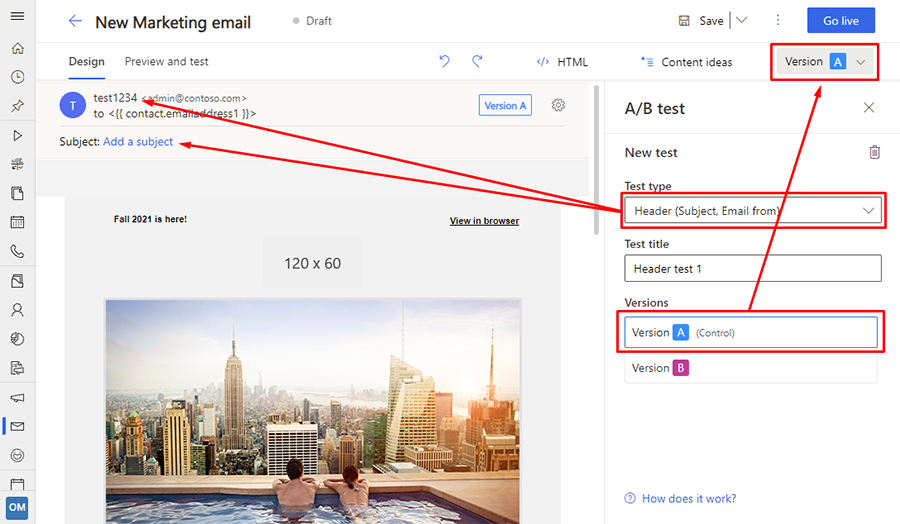 New Marketing email
Draft
Save
Go live
Design
Preview and test
HTML
Content ideas
Version A
T
test1234 <admin@contoso.com>
to <{{ contact.emailaddress1 }}>
Version A
Subject: Add a subject
Fall 2021 is here!
View in browser
120 x 60
A/B test
New test
Test type
Header (Subject, Email from)
Test title
Header test 1
Versions
Version A (Control)
Version B
How does it work?
OM